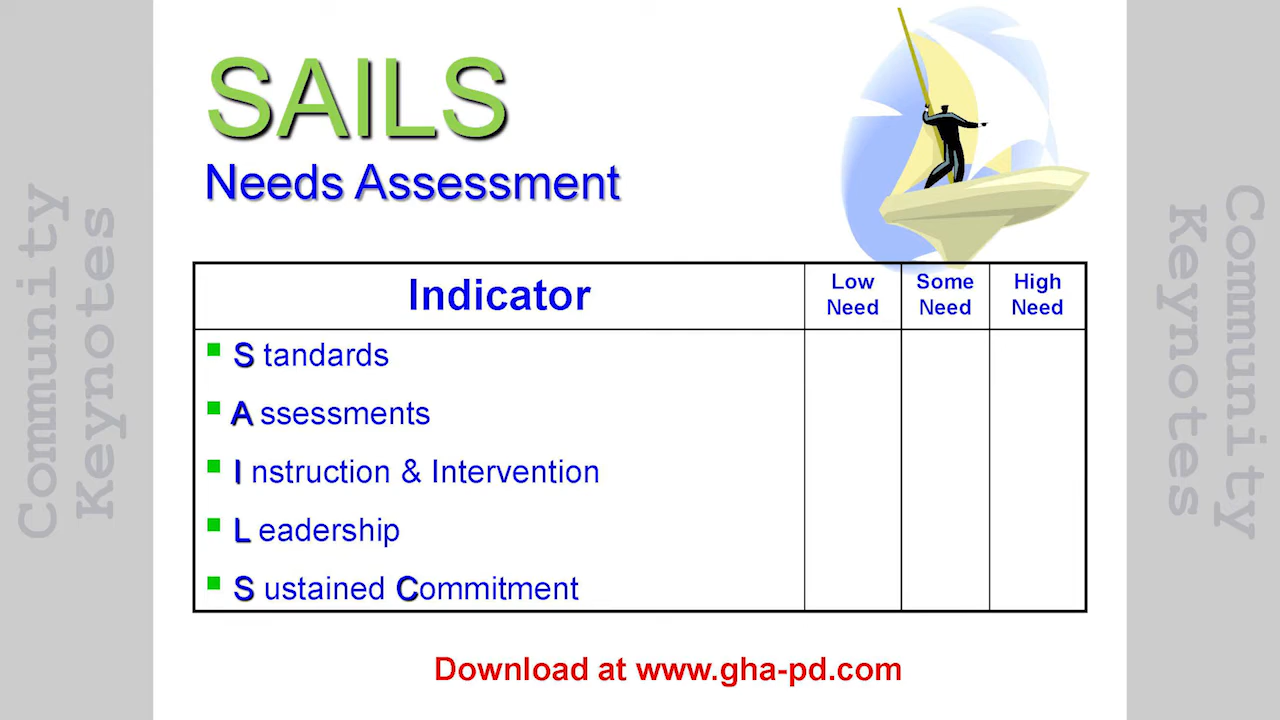 Community
Keynotes
SAILS
Needs Assessment
Indicator
Low
Need
Some
Need
High
Need
S tandards
A ssessments
I nstruction & Intervention
L eadership
S ustained Commitment
Download at www.gha-pd.com
Community
Keynotes